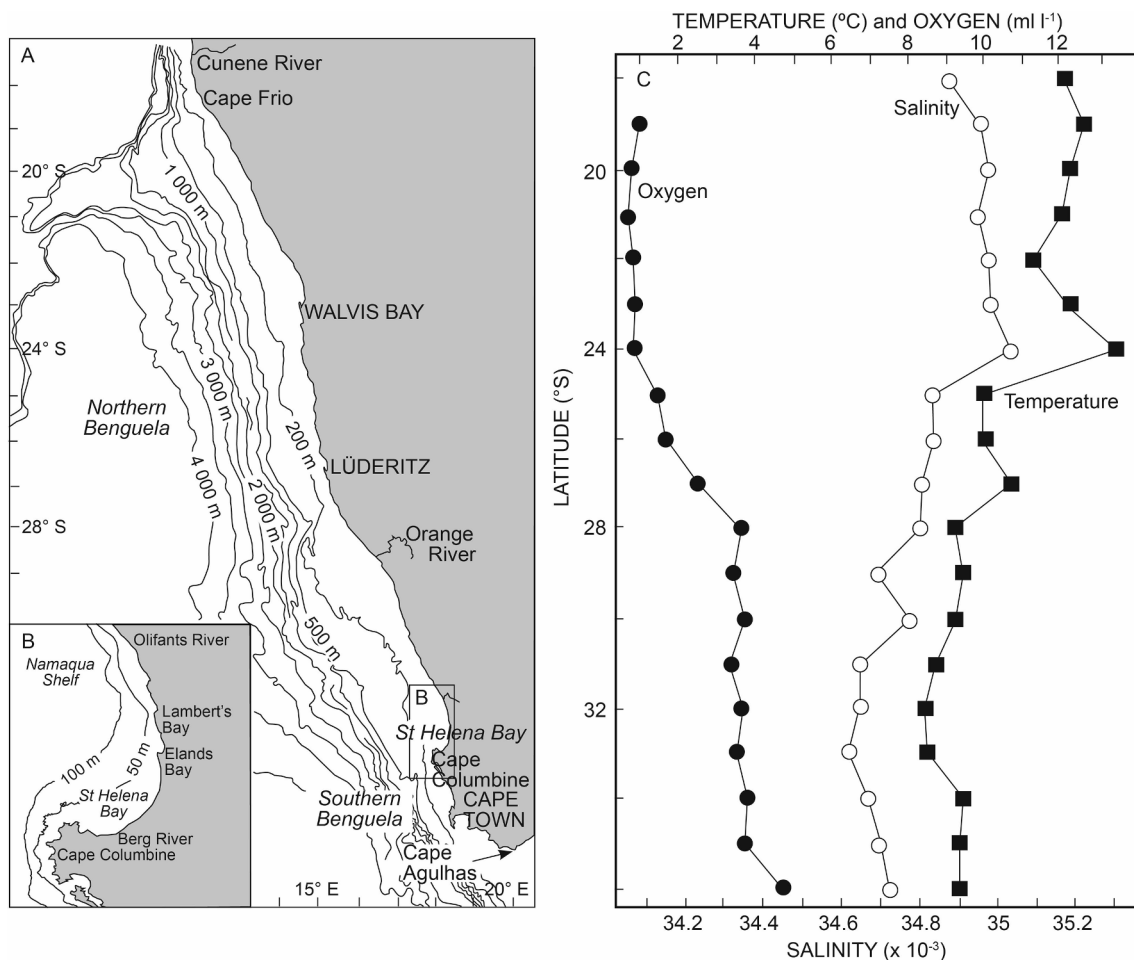 A
Cunene River
Cape Frio
20° S
1 000 m
WALVIS BAY
24° S
3 000 m
Northern
Benguela
200 m
4 000 m
2 000 m
LÜDERITZ
28° S
Orange
River
500 m
B
St Helena Bay
Cape
Columbine
Southern
Benguela
CAPE
TOWN
Cape
Agulhas
15° E
20° E
B
Olifants River
Namaqua
Shelf
Lambert's
Bay
100 m
50 m
Elands
Bay
St Helena
Bay
Berg River
Cape Columbine
TEMPERATURE (ºC) and OXYGEN (ml l-1)
2 4 6 8 10 12
C
Salinity
Oxygen
Temperature
LATITUDE (°S)
20
24
28
32
34.2 34.4 34.6 34.8 35 35.2
SALINITY (x 10-3)